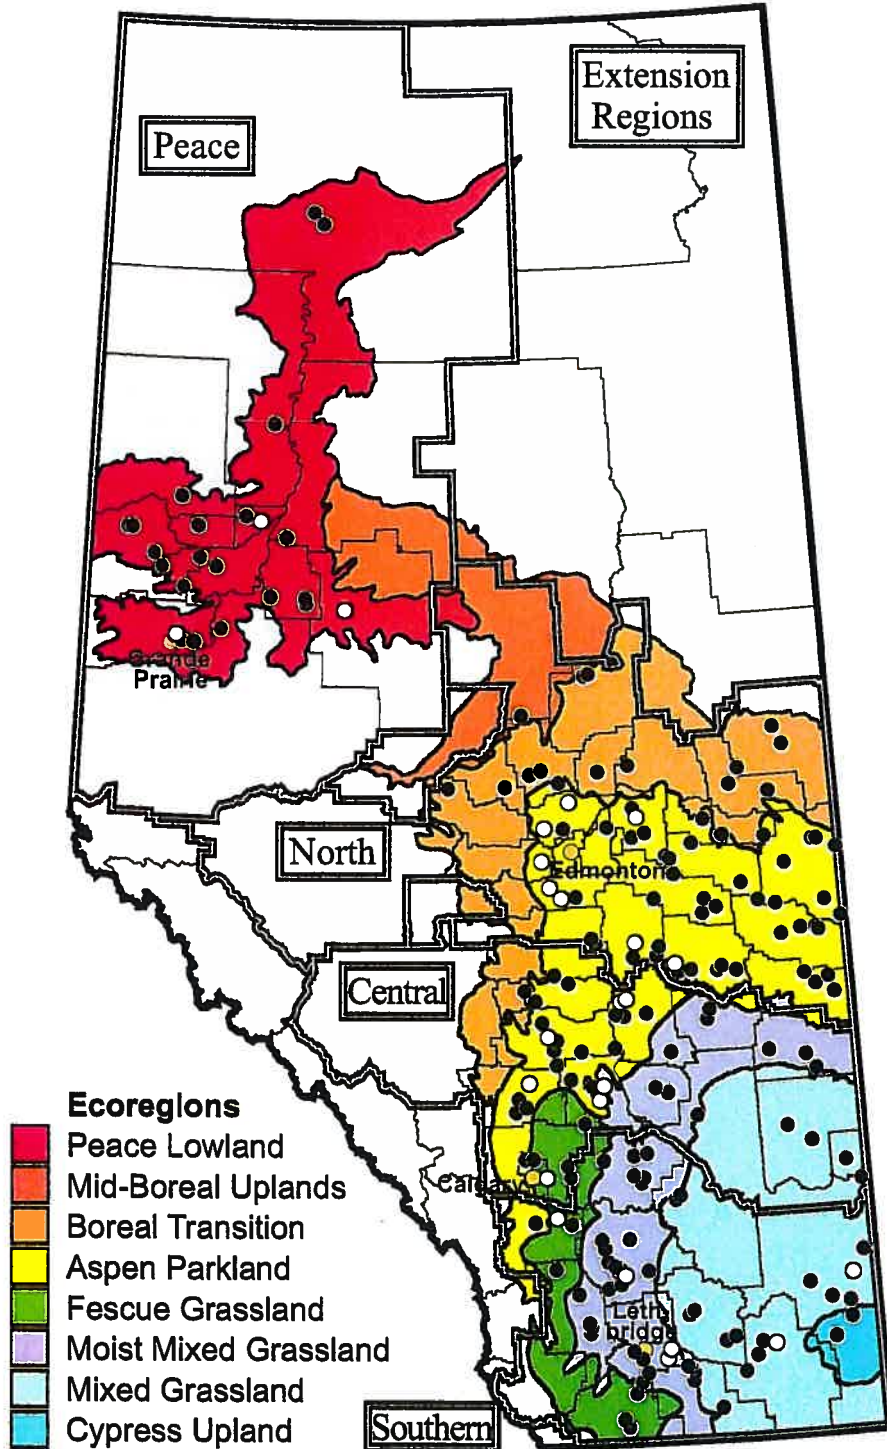 Extension
Regions
Peace
Grande
Prairie
North
Edmonton
Central
Calgary
Leth
bridge
Southern
Ecoregions
Peace Lowland
Mid-Boreal Uplands
Boreal Transition
Aspen Parkland
Fescue Grassland
Moist Mixed Grassland
Mixed Grassland
Cypress Upland